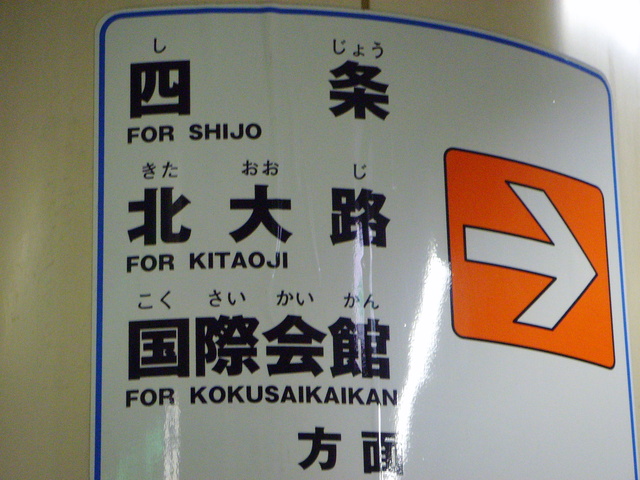 し じょう
四 条
FOR SHIJO
きた おお じ
北 大 路
FOR KITAOJI
こく さい かい かん
国際会館
FOR KOKUSAIKAIKAN
方 面